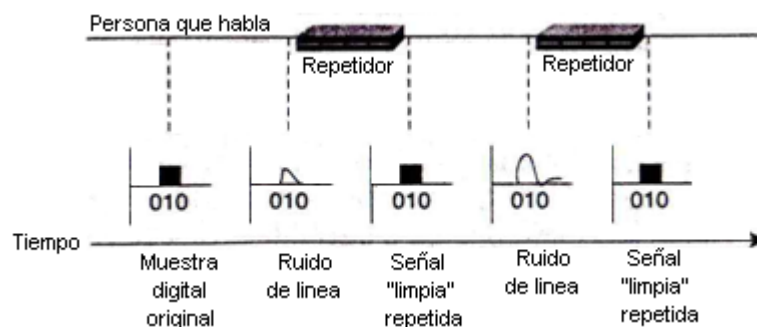 Persona que habla
Repetidor
Repetidor
010
010
010
010
010
Tiempo
Muestra
digital
original
Ruido
de linea
Señal
"limpia"
repetida
Ruido
de linea
Señal
"limpia"
repetida